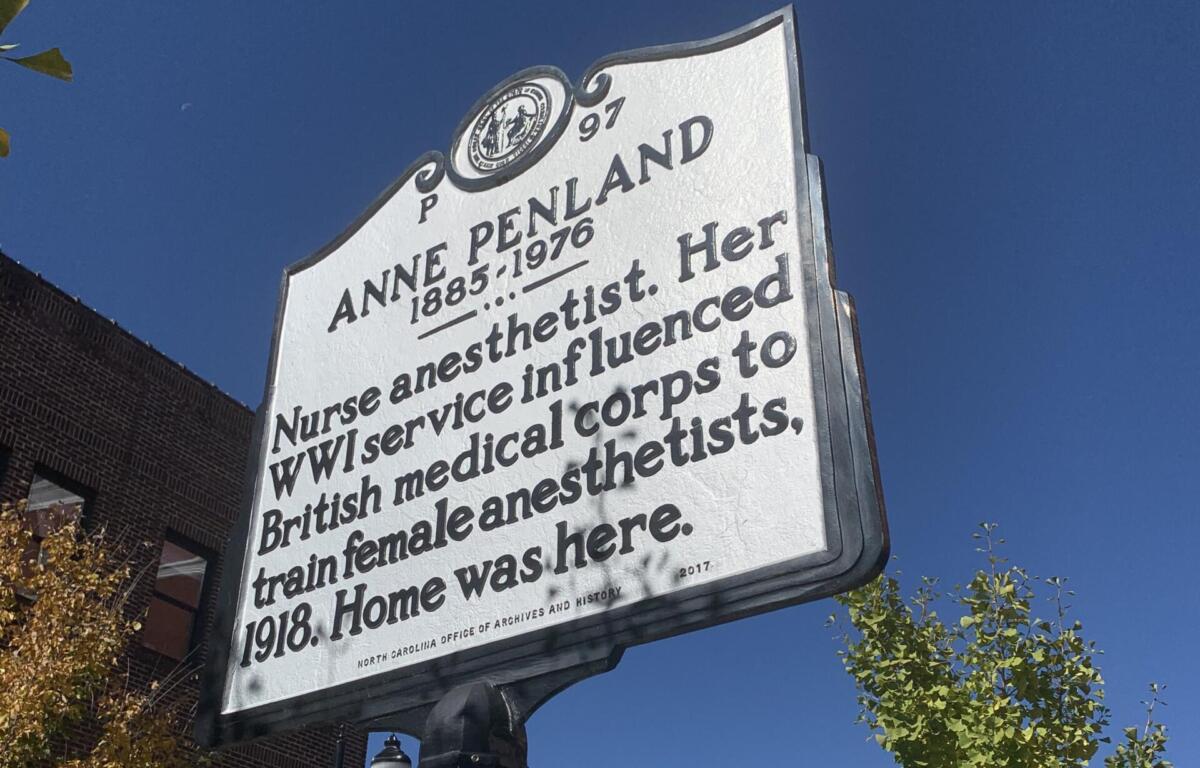 P 97
ANNE PENLAND
1885-1976
Nurse anesthetist. Her
WWI service influenced
British medical corps to
train female anesthetists,
1918. Home was here.
NORTH CAROLINA OFFICE OF ARCHIVES AND HISTORY 2017